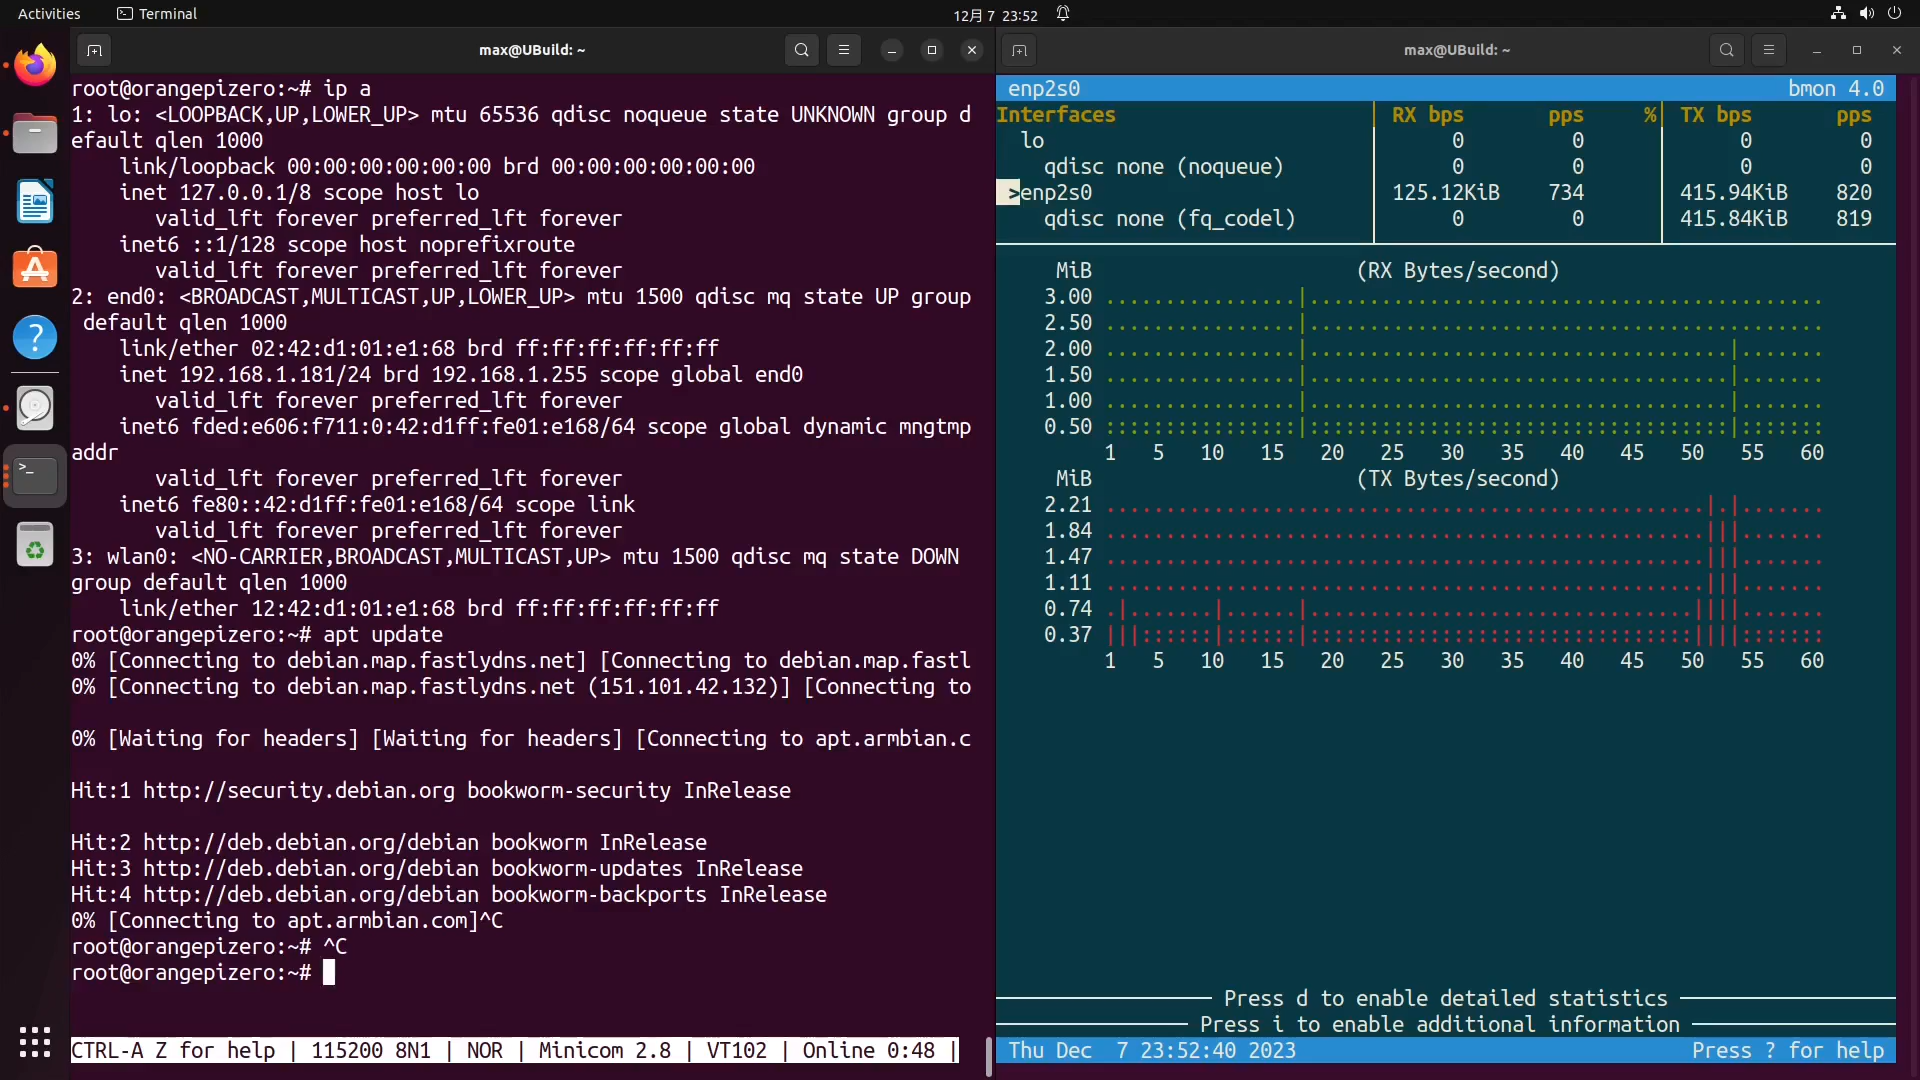 Activities
Terminal
12月 7 23:52
max@UBuild: ~
root@orangepizero:~# ip a
1: lo: <LOOPBACK,UP,LOWER_UP> mtu 65536 qdisc noqueue state UNKNOWN group d
efault qlen 1000
    link/loopback 00:00:00:00:00:00 brd 00:00:00:00:00:00
    inet 127.0.0.1/8 scope host lo
       valid_lft forever preferred_lft forever
    inet6 ::1/128 scope host noprefixroute
       valid_lft forever preferred_lft forever
2: end0: <BROADCAST,MULTICAST,UP,LOWER_UP> mtu 1500 qdisc mq state UP group
 default qlen 1000
    link/ether 02:42:d1:01:e1:68 brd ff:ff:ff:ff:ff:ff
    inet 192.168.1.181/24 brd 192.168.1.255 scope global end0
       valid_lft forever preferred_lft forever
    inet6 fded:e606:f711:0:42:d1ff:fe01:e168/64 scope global dynamic mngtmp
addr
       valid_lft forever preferred_lft forever
    inet6 fe80::42:d1ff:fe01:e168/64 scope link
       valid_lft forever preferred_lft forever
3: wlan0: <NO-CARRIER,BROADCAST,MULTICAST,UP> mtu 1500 qdisc mq state DOWN
group default qlen 1000
    link/ether 12:42:d1:01:e1:68 brd ff:ff:ff:ff:ff:ff
root@orangepizero:~# apt update
0% [Connecting to debian.map.fastlydns.net] [Connecting to debian.map.fastl
0% [Connecting to debian.map.fastlydns.net (151.101.42.132)] [Connecting to
0% [Waiting for headers] [Waiting for headers] [Connecting to apt.armbian.c
Hit:1 http://security.debian.org bookworm-security InRelease
Hit:2 http://deb.debian.org/debian bookworm InRelease
Hit:3 http://deb.debian.org/debian bookworm-updates InRelease
Hit:4 http://deb.debian.org/debian bookworm-backports InRelease
0% [Connecting to apt.armbian.com]^C
root@orangepizero:~# ^C
root@orangepizero:~#
CTRL-A Z for help | 115200 8N1 | NOR | Minicom 2.8 | VT102 | Online 0:48 |
max@UBuild: ~
enp2s0 bmon 4.0
Interfaces | RX bps pps %| TX bps pps
lo | 0 0 | 0 0
qdisc none (noqueue) | 0 0 | 0 0
>enp2s0 | 125.12KiB 734 | 415.94KiB 820
qdisc none (fq_codel) | 0 0 | 415.84KiB 819
MiB (RX Bytes/second)
3.00
2.50
2.00
1.50
1.00
0.50
1 5 10 15 20 25 30 35 40 45 50 55 60
MiB (TX Bytes/second)
2.21
1.84
1.47
1.11
0.74
0.37
1 5 10 15 20 25 30 35 40 45 50 55 60
Press d to enable detailed statistics
Press i to enable additional information
Thu Dec  7 23:52:40 2023 Press ? for help